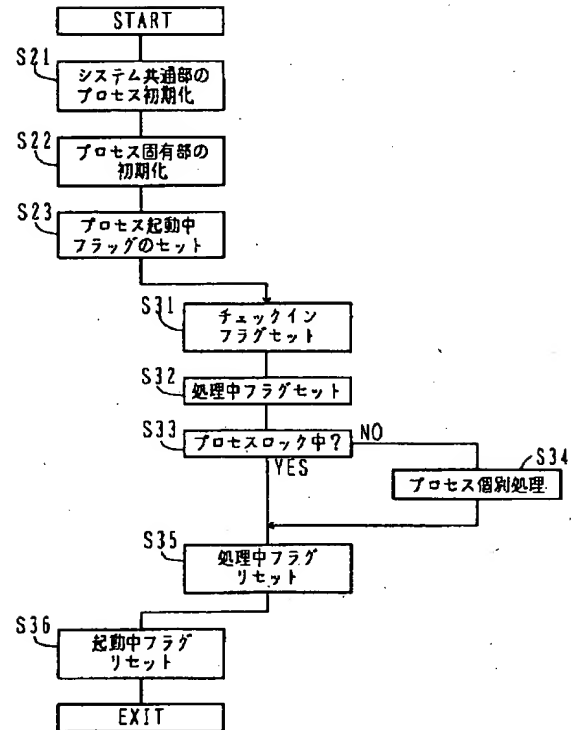 START
S21
システム共通部の
プロセス初期化
S22
プロセス固有部の
初期化
S23
プロセス起動中
フラッグのセット
S31
チェックイン
フラグセット
S32
処理中フラグセット
S33
プロセスロック中?
NO
YES
S34
プロセス個別処理
S35
処理中フラグ
リセット
S36
起動中フラグ
リセット
EXIT